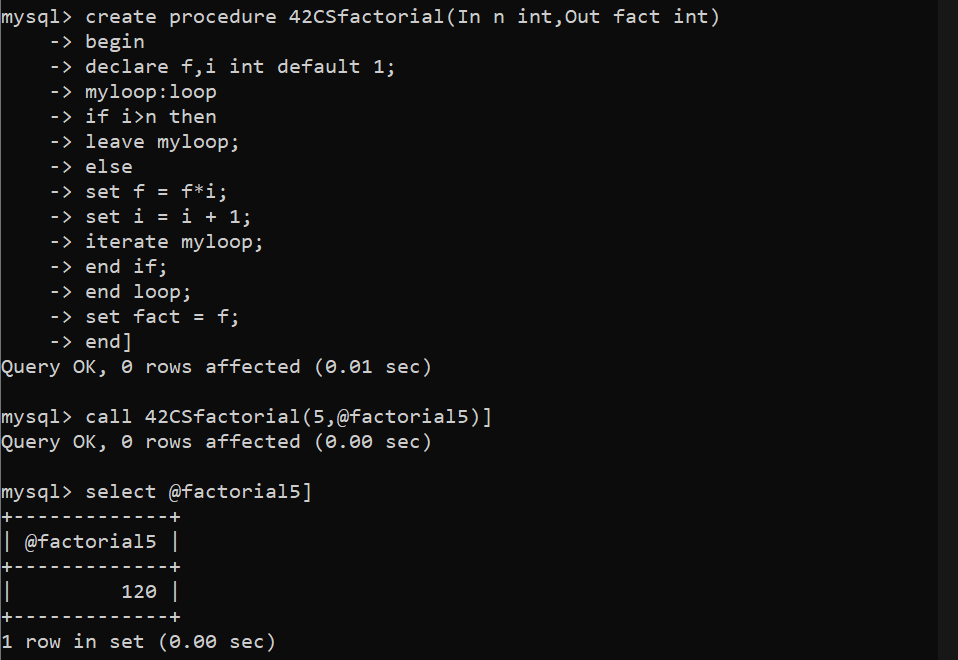 mysql> create procedure 42CSfactorial(In n int,Out fact int)
    -> begin
    -> declare f,i int default 1;
    -> myloop:loop
    -> if i>n then
    -> leave myloop;
    -> else
    -> set f = f*i;
    -> set i = i + 1;
    -> iterate myloop;
    -> end if;
    -> end loop;
    -> set fact = f;
    -> end]
Query OK, 0 rows affected (0.01 sec)

mysql> call 42CSfactorial(5,@factorial5)]
Query OK, 0 rows affected (0.00 sec)

mysql> select @factorial5]
+-------------+
| @factorial5 |
+-------------+
|         120 |
+-------------+
1 row in set (0.00 sec)